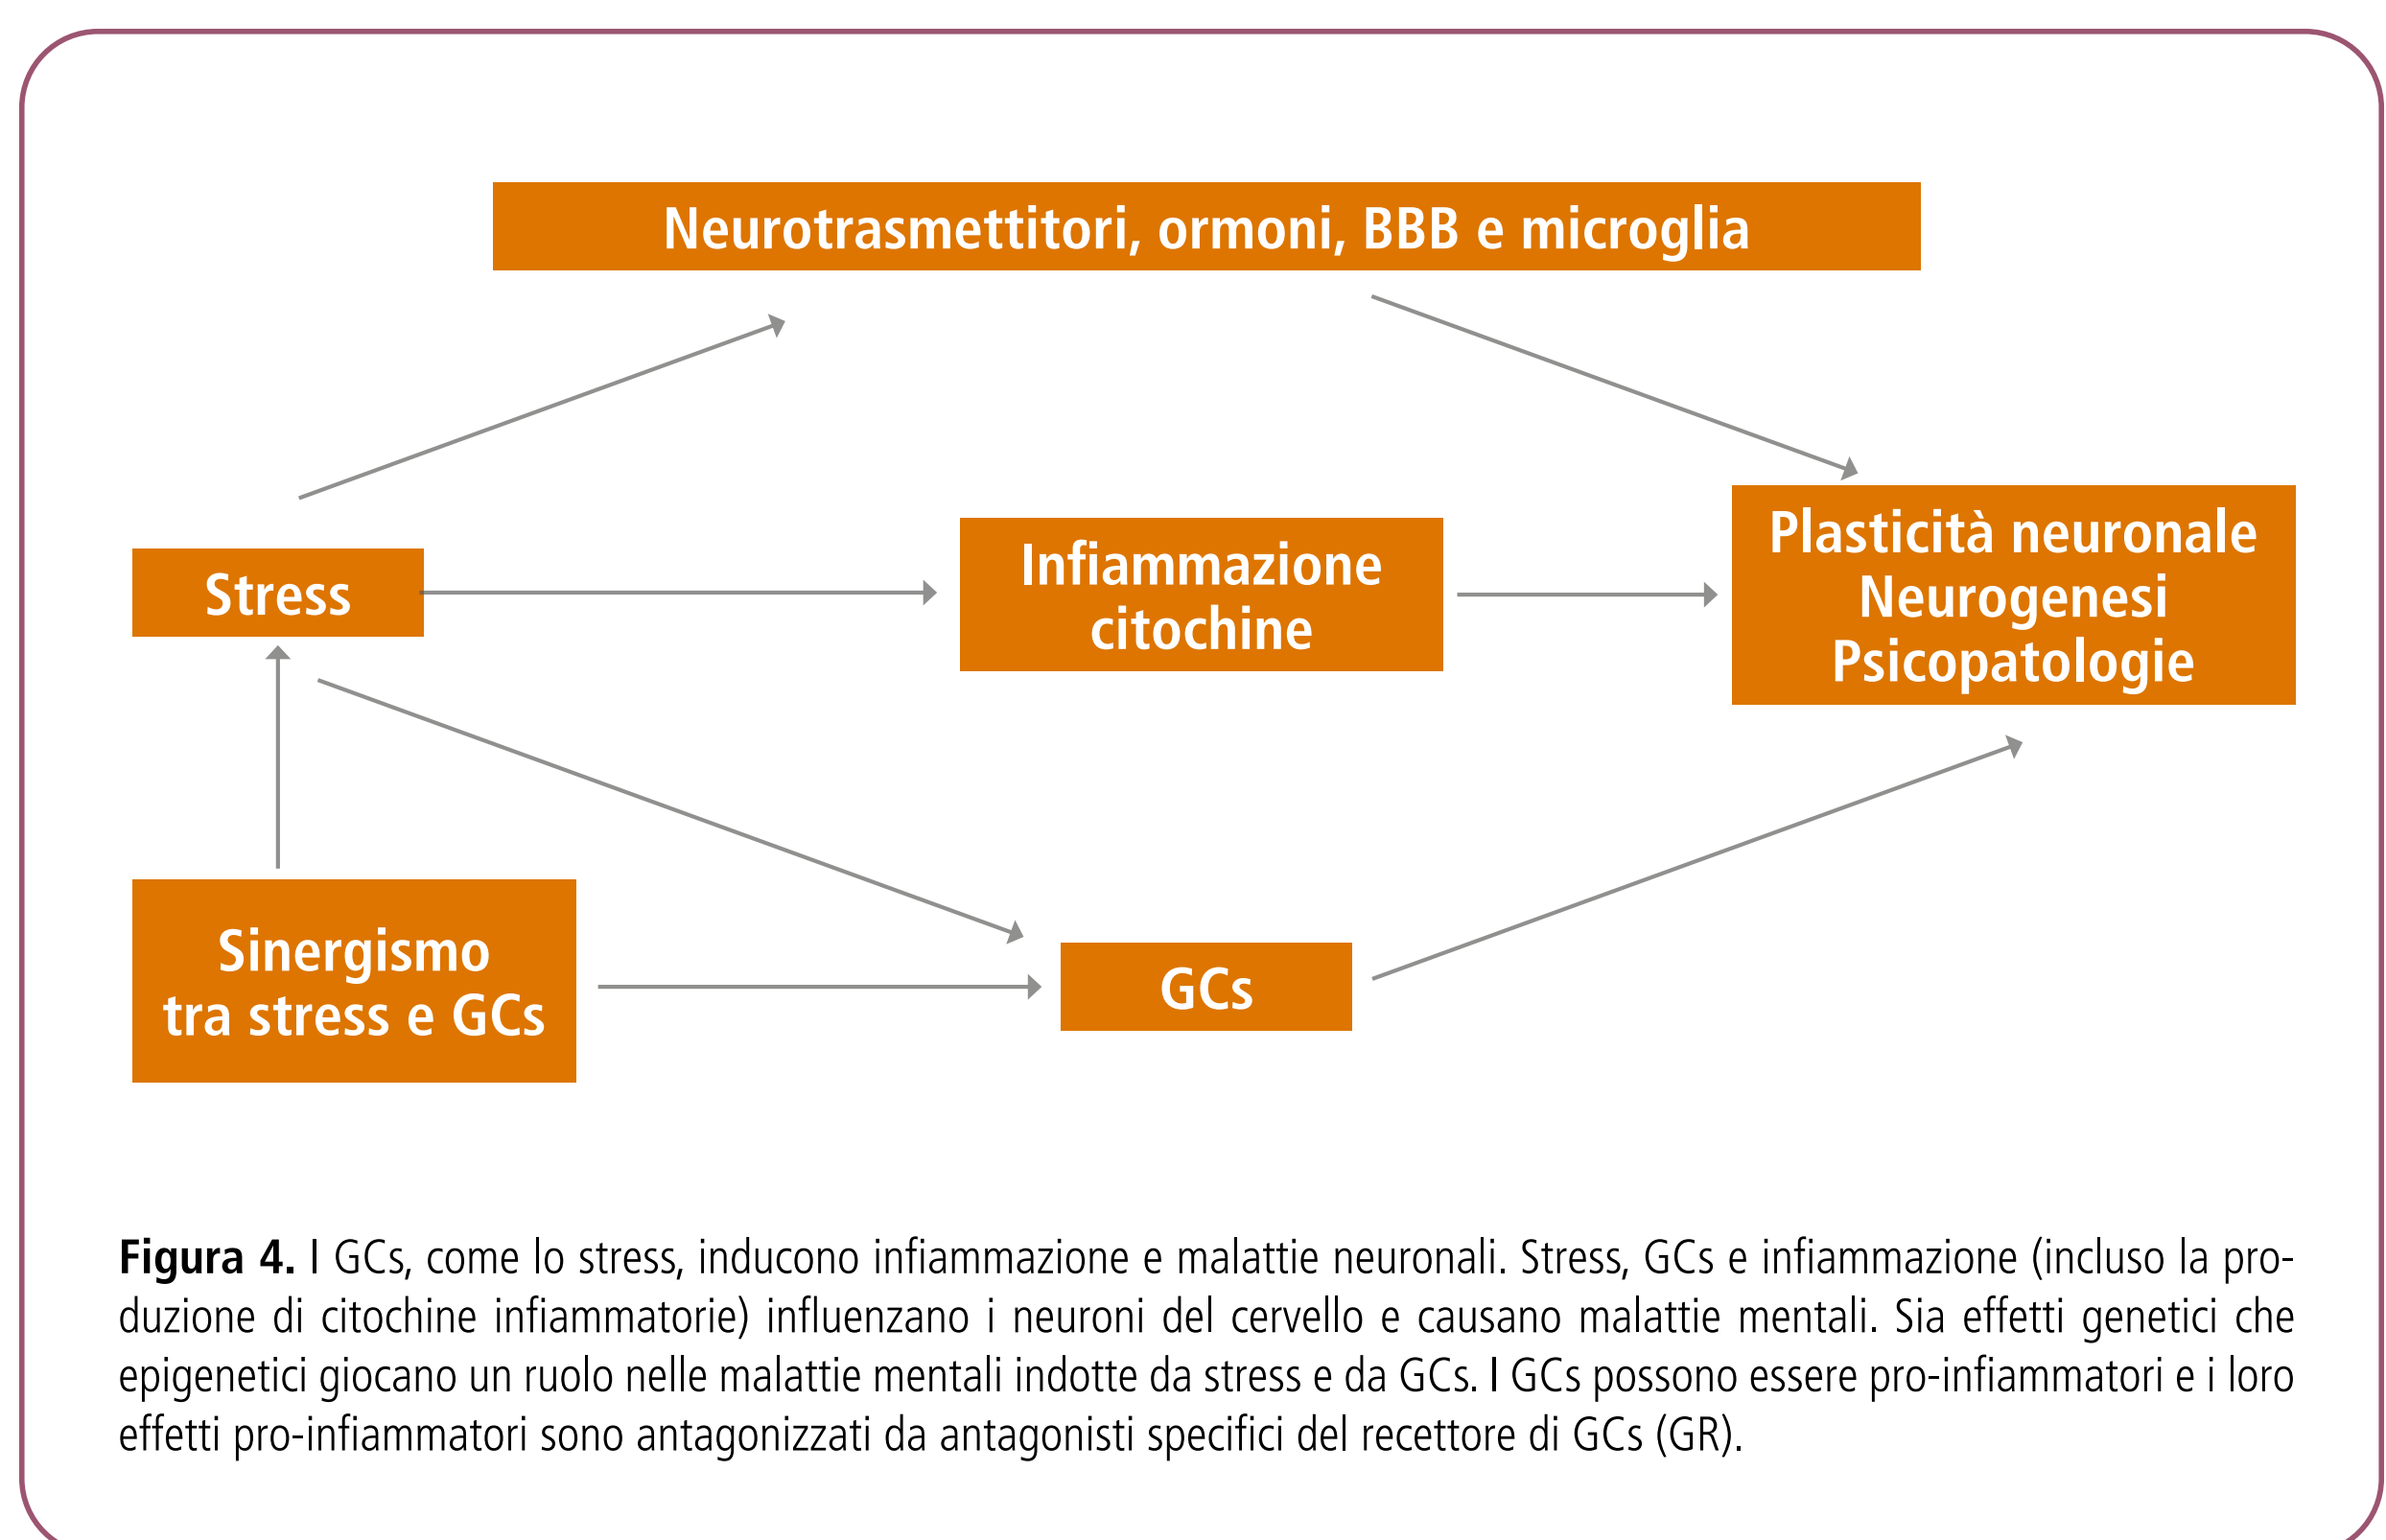 Neurotrasmettitori, ormoni, BBB e microglia
Stress
Infiammazione
citochine
Plasticità neuronale
Neurogenesi
Psicopatologie
Sinergismo
tra stress e GCs
GCs
Figura 4. I GCs, come lo stress, inducono infiammazione e malattie neuronali. Stress, GCs e infiammazione (incluso la pro-
duzione di citochine infiammatorie) influenzano i neuroni del cervello e causano malattie mentali. Sia effetti genetici che
epigenetici giocano un ruolo nelle malattie mentali indotte da stress e da GCs. I GCs possono essere pro-infiammatori e i loro
effetti pro-infiammatori sono antagonizzati da antagonisti specifici del recettore di GCs (GR).